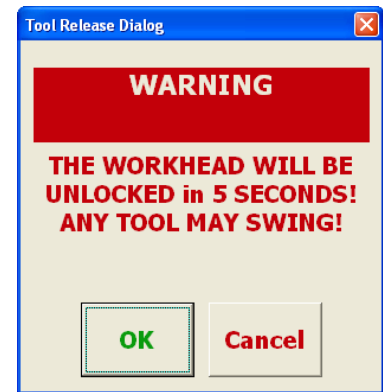 Tool Release Dialog
WARNING
THE WORKHEAD WILL BE
UNLOCKED in 5 SECONDS!
ANY TOOL MAY SWING!
OK Cancel